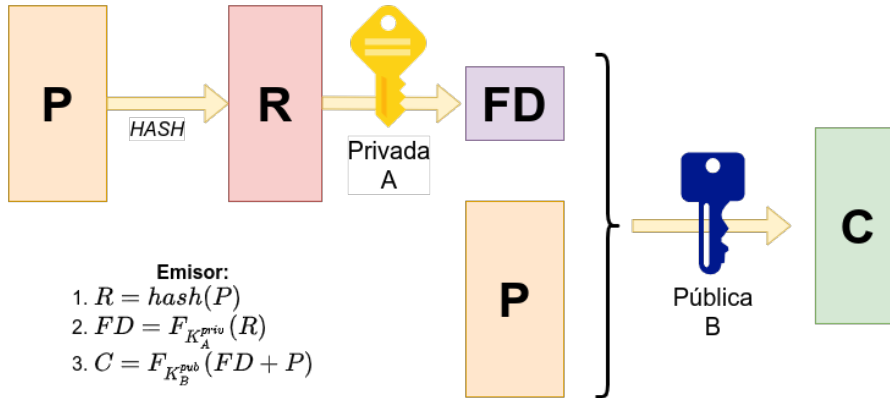 P
HASH
R
Privada
A
FD
P
Pública
B
C
Emisor:
1. $R = hash(P)$
2. $FD = F_{K_A^{priv}}(R)$
3. $C = F_{K_B^{pub}}(FD + P)$